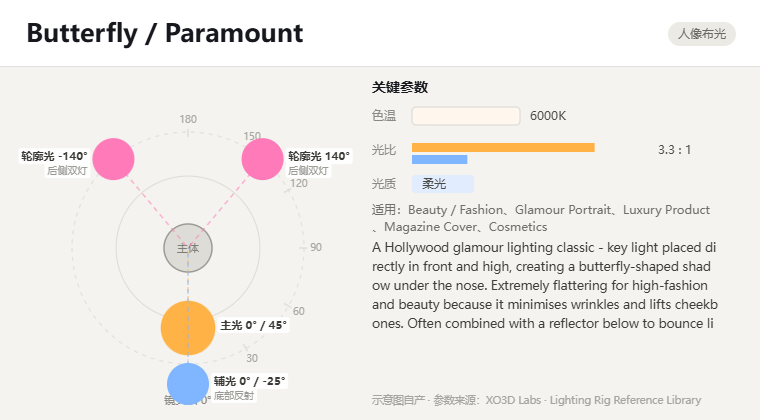 Butterfly / Paramount
人像布光
关键参数
色温
6000K
光比
3.3 : 1
光质
柔光
适用：Beauty / Fashion、Glamour Portrait、Luxury Product
、Magazine Cover、Cosmetics
A Hollywood glamour lighting classic - key light placed di
rectly in front and high, creating a butterfly-shaped shad
ow under the nose. Extremely flattering for high-fashion
and beauty because it minimises wrinkles and lifts cheekb
ones. Often combined with a reflector below to bounce li
180
150
轮廓光 -140°
后侧双灯
轮廓光 140°
后侧双灯
120
主体
90
60
主光 0° / 45°
30
辅光 0° / -25°
底部反射
0°
示意图自产 · 参数来源：XO3D Labs · Lighting Rig Reference Library